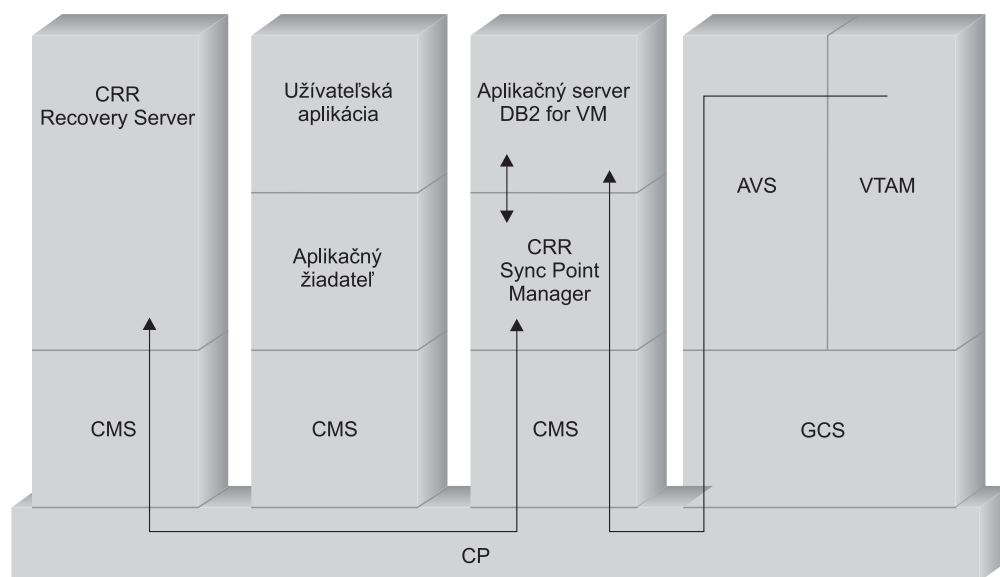 CRR
Recovery Server
Užívateľská
aplikácia
Aplikačný server
DB2 for VM
AVS
VTAM
Aplikačný
žiadateľ
CRR
Sync Point
Manager
CMS
CMS
CMS
GCS
CP